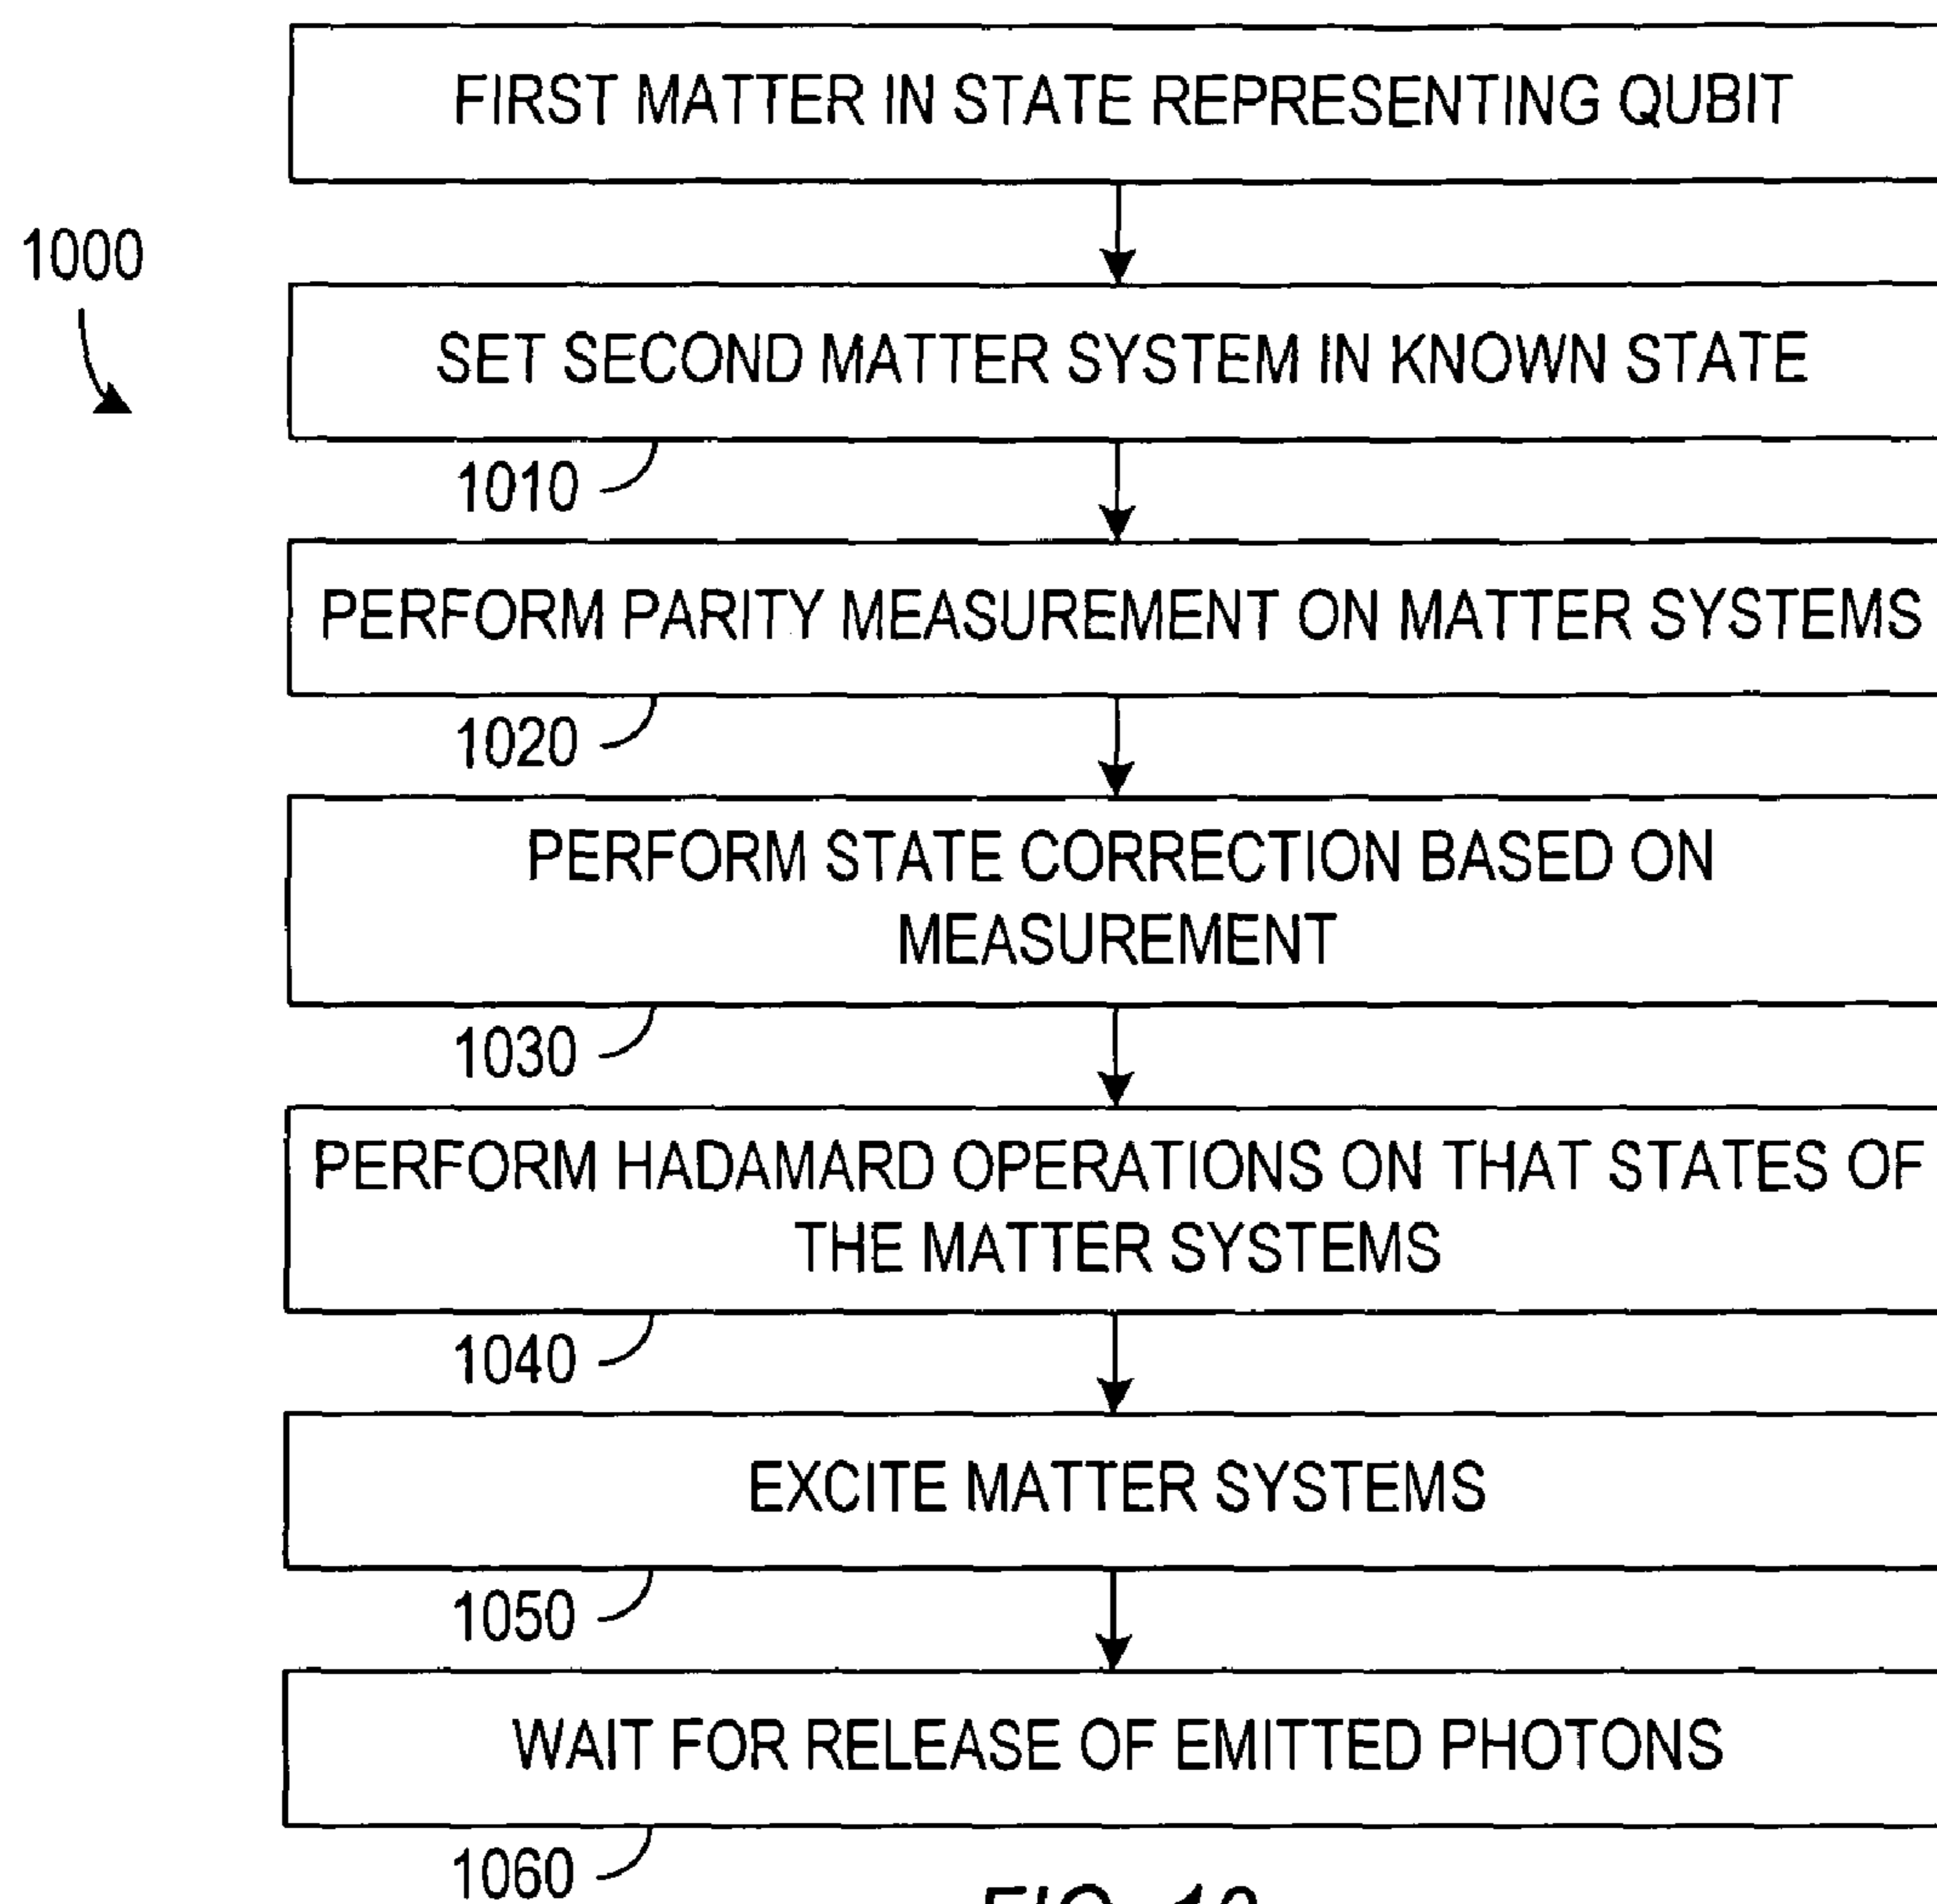 FIRST MATTER IN STATE REPRESENTING QUBIT
1000
SET SECOND MATTER SYSTEM IN KNOWN STATE
1010
PERFORM PARITY MEASUREMENT ON MATTER SYSTEMS
1020
PERFORM STATE CORRECTION BASED ON
MEASUREMENT
1030
PERFORM HADAMARD OPERATIONS ON THAT STATES OF
THE MATTER SYSTEMS
1040
EXCITE MATTER SYSTEMS
1050
WAIT FOR RELEASE OF EMITTED PHOTONS
1060